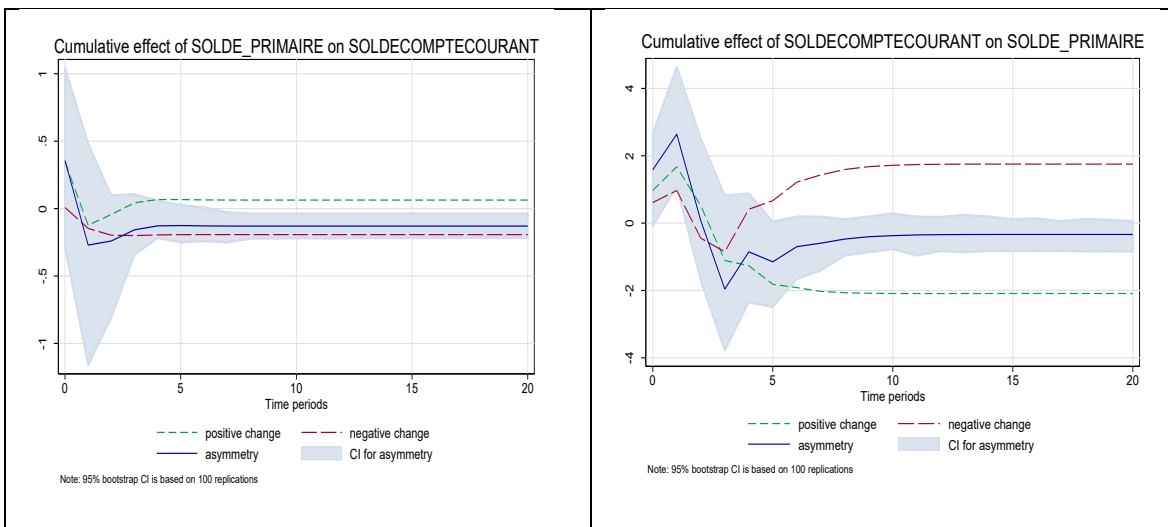 Cumulative effect of SOLDE_PRIMAIRE on SOLDECOMPTECOURANT
1
.5
0
-.5
-1
0 5 10 15 20
Time periods
positive change negative change
asymmetry CI for asymmetry
Note: 95% bootstrap CI is based on 100 replications
Cumulative effect of SOLDECOMPTECOURANT on SOLDE_PRIMAIRE
4
2
0
-2
-4
0 5 10 15 20
Time periods
positive change negative change
asymmetry CI for asymmetry
Note: 95% bootstrap CI is based on 100 replications